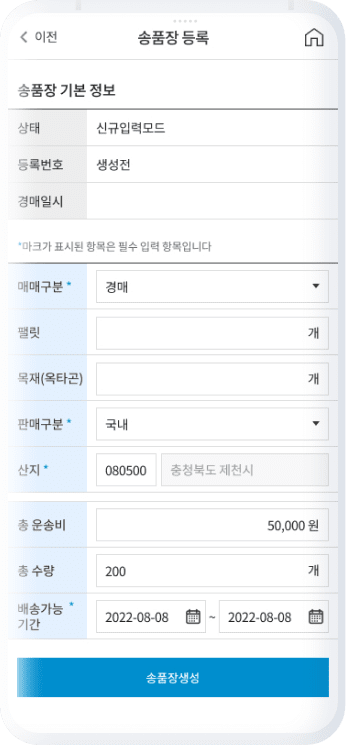 이전
송품장 등록
송품장 기본 정보
상태 신규입력모드
등록번호 생성전
경매일시
*마크가 표시된 항목은 필수 입력 항목입니다
매매구분 * 경매
팰릿 개
목재(옥타곤) 개
판매구분 * 국내
산지 * 080500 충청북도 제천시
총 운송비 50,000 원
총 수량 200 개
배송가능 *
기간 2022-08-08 ~ 2022-08-08
송품장생성